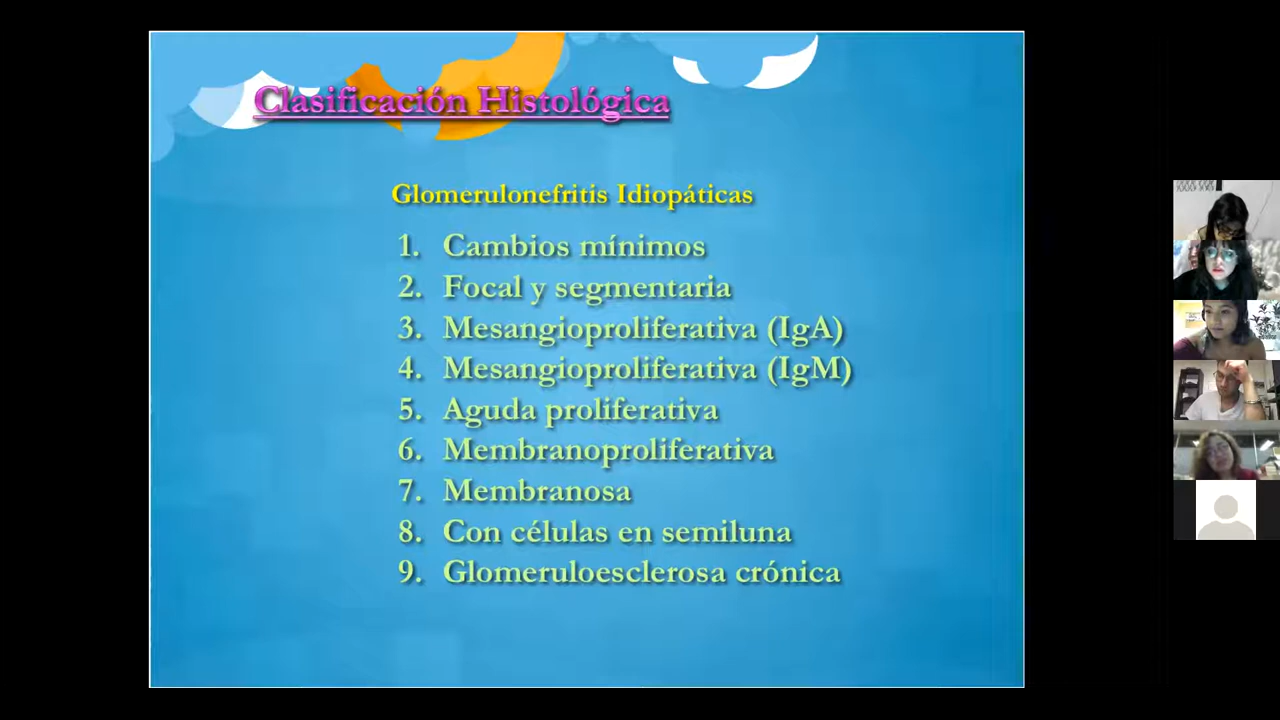 Clasificación Histológica
Glomerulonefritis Idiopáticas
1. Cambios mínimos
2. Focal y segmentaria
3. Mesangioproliferativa (IgA)
4. Mesangioproliferativa (IgM)
5. Aguda proliferativa
6. Membranoproliferativa
7. Membranosa
8. Con células en semiluna
9. Glomeruloesclerosa crónica